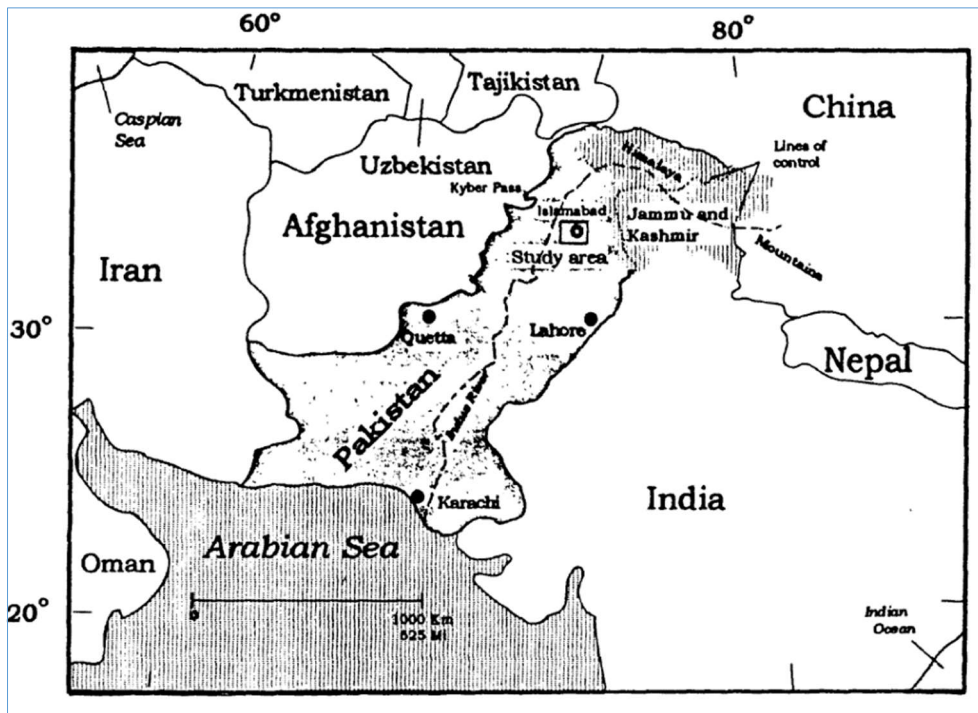 60°
80°
Turkmenistan
Tajikistan
China
Caspian
Sea
Uzbekistan
Himalaya
Lines of
control
Kyber Pass
Afghanistan
Islamabad
Jammu and
Kashmir
Study area
Mountains
Iran
30°
Quetta
Lahore
Nepal
Pakistan
Indus River
Karachi
India
Arabian Sea
Oman
20°
0
1000 Km
625 Mi
Indian
Ocean